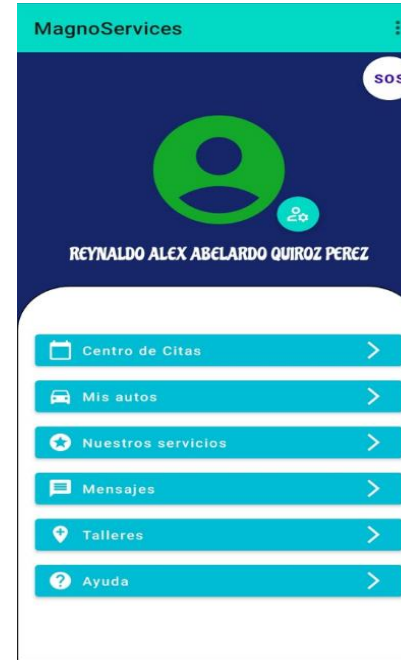 MagnoServices
SOS
REYNALDO ALEX ABELARDO QUIROZ PEREZ
Centro de Citas
Mis autos
Nuestros servicios
Mensajes
Talleres
Ayuda